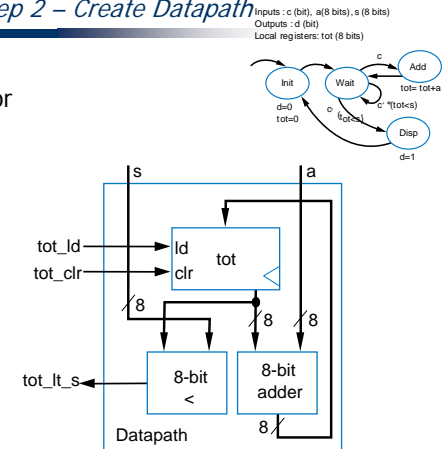 ep 2 – Create Datapath
Inputs : c (bit), a(8 bits), s (8 bits)
Outputs : d (bit)
Local registers: tot (8 bits)
c
Init
Wait
Add
d=0
tot=0
tot= tot+a
c' *(tot<s)
c' (tot<s)'
Disp
d=1
or
s
a
tot_ld
ld
tot
tot_clr
clr
8
8
8
tot_lt_s
8-bit
<
8-bit
adder
8
Datapath